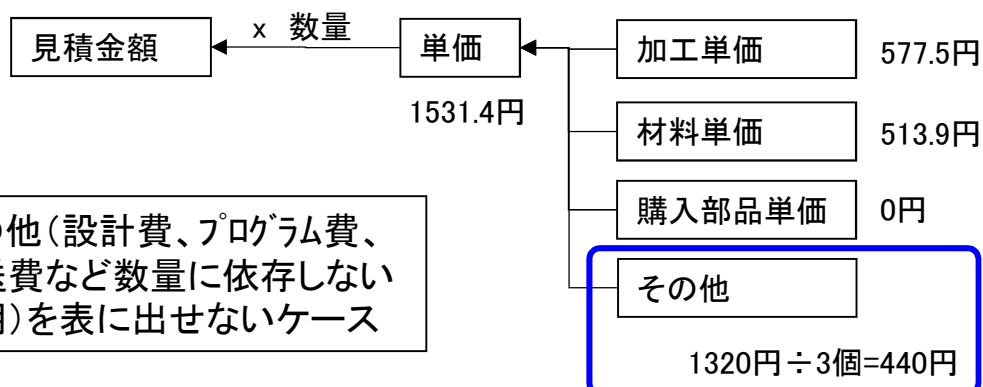 見積金額
x 数量
単価
1531.4円
加工単価
577.5円
材料単価
513.9円
購入部品単価
0円
その他
1320円÷3個=440円
他(設計費、プログラム費、
費など数量に依存しない
)を表に出せないケース